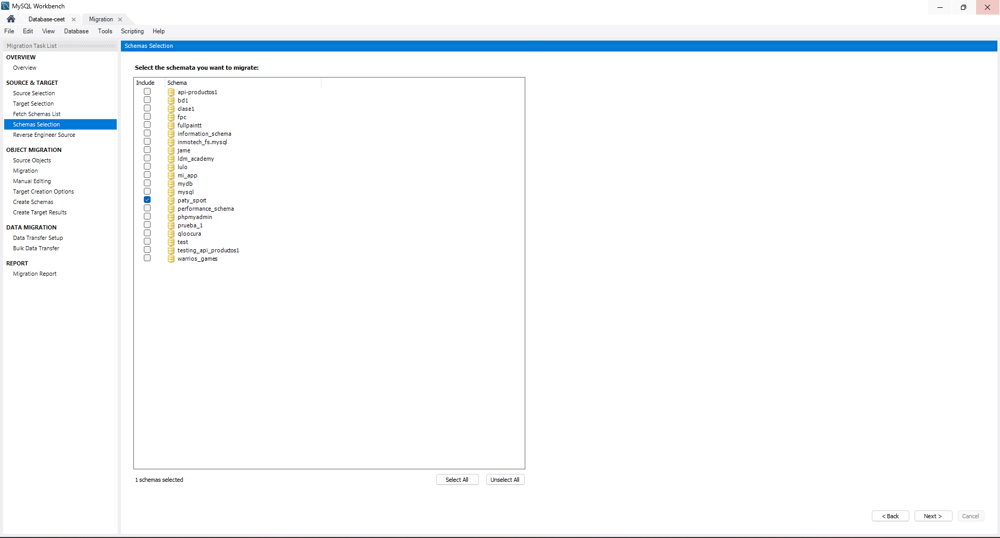 MySQL Workbench
Database-ceet
Migration
File Edit View Database Tools Scripting Help
Migration Task List
OVERVIEW
Overview
SOURCE & TARGET
Source Selection
Target Selection
Fetch Schemas List
Schemas Selection
Reverse Engineer Source
OBJECT MIGRATION
Source Objects
Migration
Manual Editing
Target Creation Options
Create Schemas
Create Target Results
DATA MIGRATION
Data Transfer Setup
Bulk Data Transfer
REPORT
Migration Report
Schemas Selection
Select the schemata you want to migrate:
Include Schema
api-productos1
bd1
clase1
fpc
fullpaintt
information_schema
inmotech_fs.mysql
jame
ldm_academy
lulo
mi_app
mydb
mysql
paty_sport
performance_schema
phpmyadmin
prueba_1
qloocura
test
testing_api_productos1
warrios_games
1 schemas selected
Select All
Unselect All
< Back
Next >
Cancel